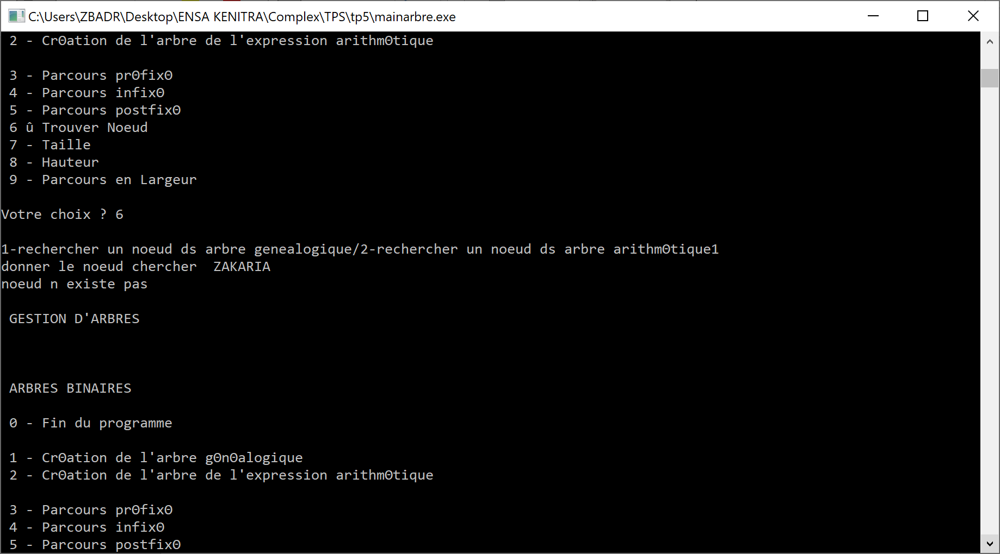 C:\Users\ZBADR\Desktop\ENSA KENITRA\Complex\TPS\tp5\mainarbre.exe
2 - CrΘation de l'arbre de l'expression arithmΘtique
3 - Parcours prΘfixΘ
4 - Parcours infixΘ
5 - Parcours postfixΘ
6 û Trouver Noeud
7 - Taille
8 - Hauteur
9 - Parcours en Largeur
Votre choix ? 6
1-rechercher un noeud ds arbre genealogique/2-rechercher un noeud ds arbre arithmΘtique1
donner le noeud chercher  ZAKARIA
noeud n existe pas
GESTION D'ARBRES
ARBRES BINAIRES
0 - Fin du programme
1 - CrΘation de l'arbre gΘnΘalogique
2 - CrΘation de l'arbre de l'expression arithmΘtique
3 - Parcours prΘfixΘ
4 - Parcours infixΘ
5 - Parcours postfixΘ